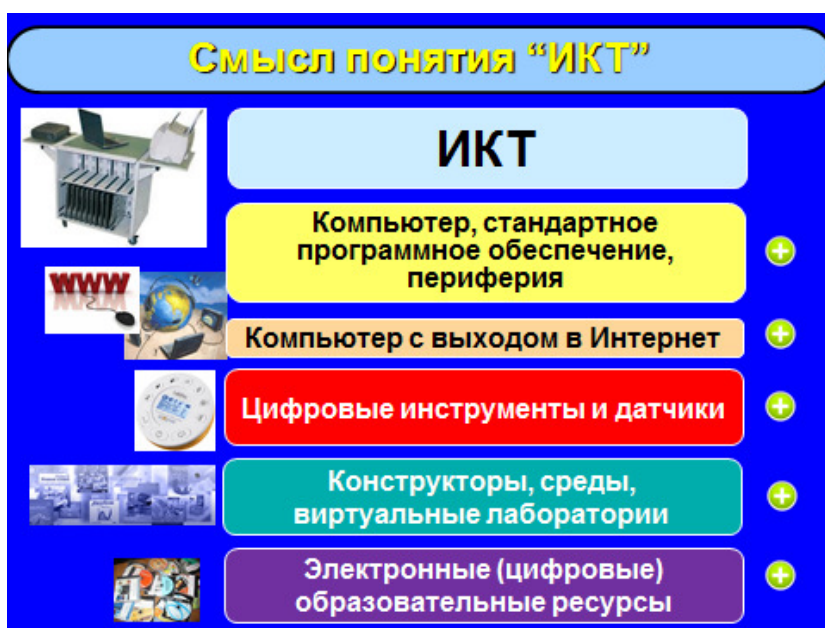 Смысл понятия “ИКТ”
ИКТ
Компьютер, стандартное
программное обеспечение,
периферия
WWW
Компьютер с выходом в Интернет
Цифровые инструменты и датчики
Конструкторы, среды,
виртуальные лаборатории
Электронные (цифровые)
образовательные ресурсы